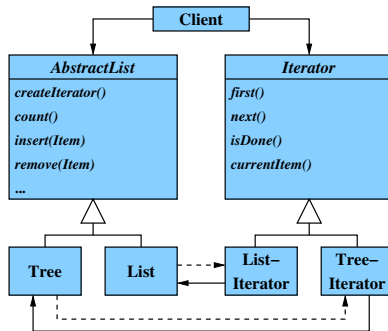 Client
AbstractList
createIterator()
count()
insert(Item)
remove(Item)
...
Iterator
first()
next()
isDone()
currentItem()
Tree
List
List–
Iterator
Tree–
Iterator